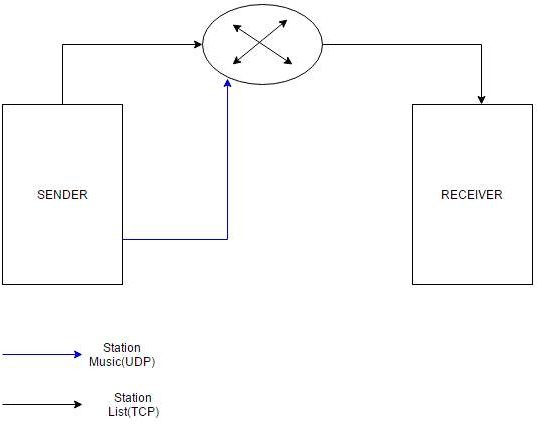 SENDER
RECEIVER
Station
Music(UDP)
Station
List(TCP)